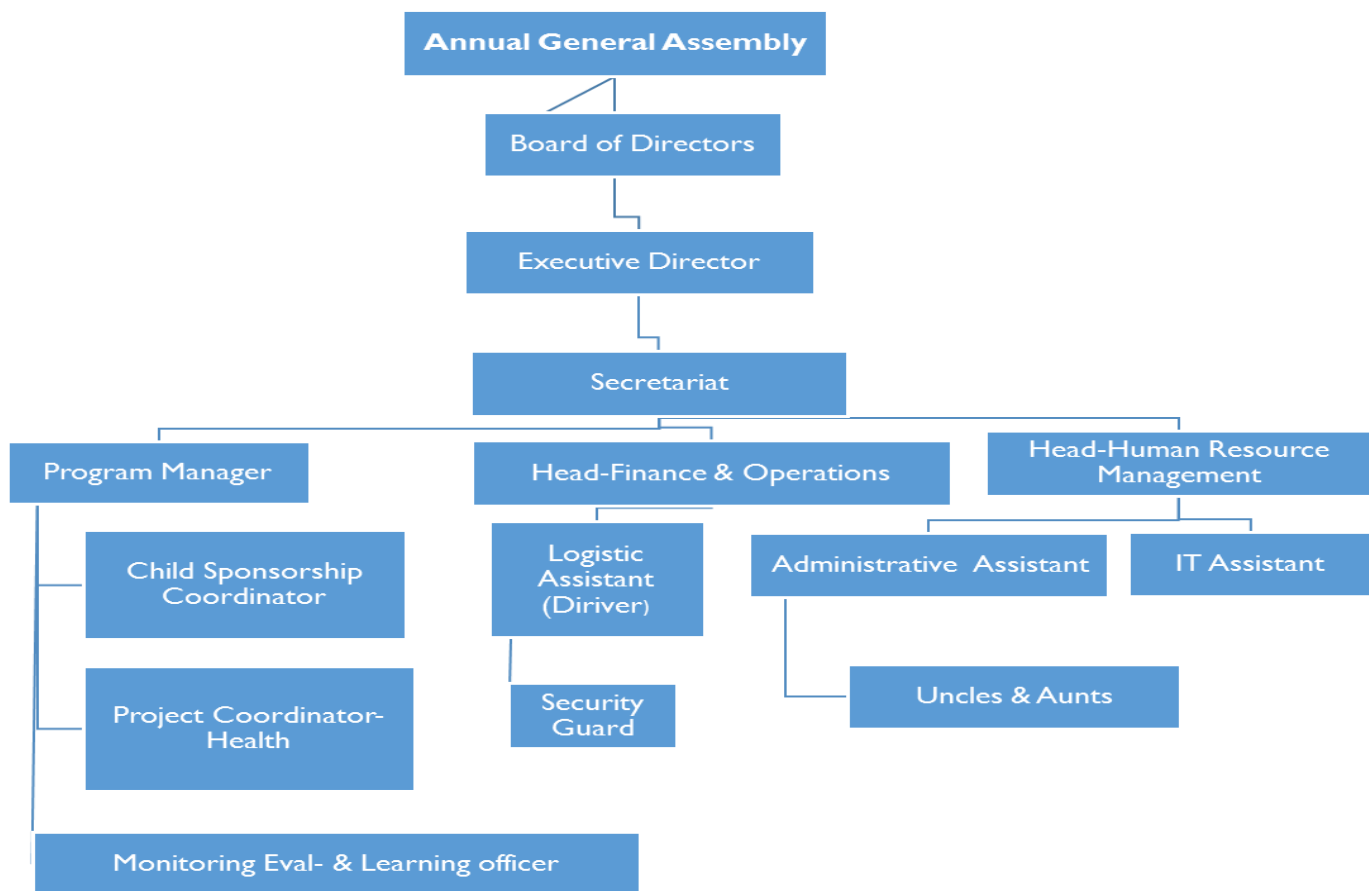 Annual General Assembly
Board of Directors
Executive Director
Secretariat
Program Manager
Head-Finance & Operations
Head-Human Resource
Management
Child Sponsorship
Coordinator
Logistic
Assistant
(Diriver)
Administrative Assistant
IT Assistant
Project Coordinator-
Health
Security
Guard
Uncles & Aunts
Monitoring Eval- & Learning officer